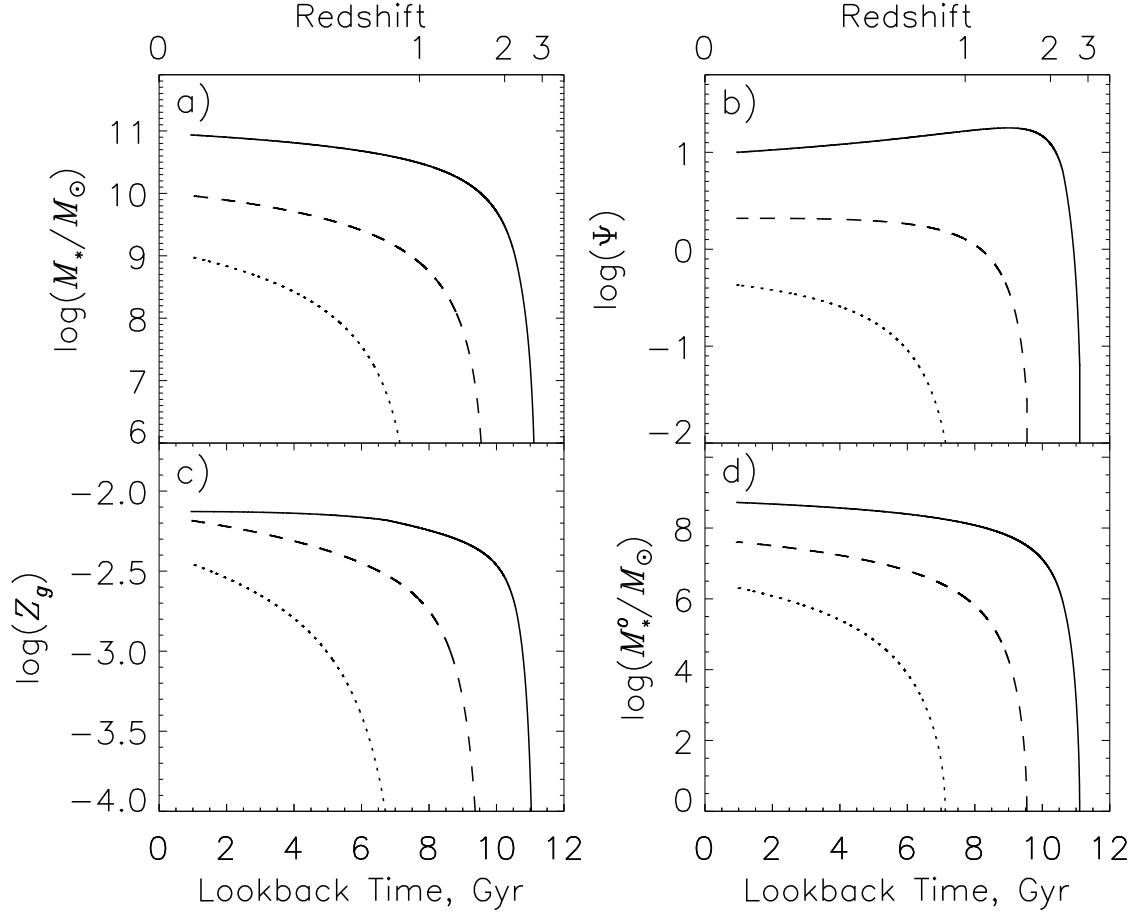 Redshift Redshift
0 1 2 3 0 1 2 3
a) b)
11
10
9
8
7
6
log(M*/M⊙)
1
0
−1
−2
log(Ψ)
c) d)
−2.0
−2.5
−3.0
−3.5
−4.0
log(Z_g)
8
6
4
2
0
log(M*^o/M⊙)
0 2 4 6 8 10 12 0 2 4 6 8 10 12
Lookback Time, Gyr Lookback Time, Gyr